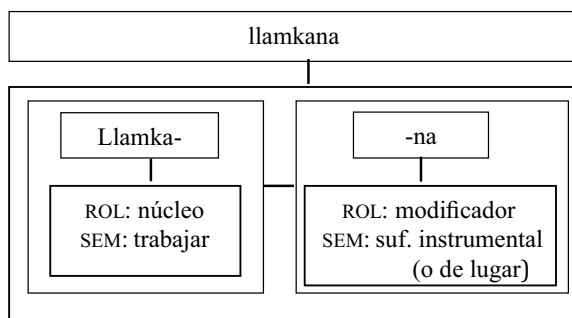 llamkana
Llamka-
ROL: núcleo
SEM: trabajar
-na
ROL: modificador
SEM: suf. instrumental
(o de lugar)